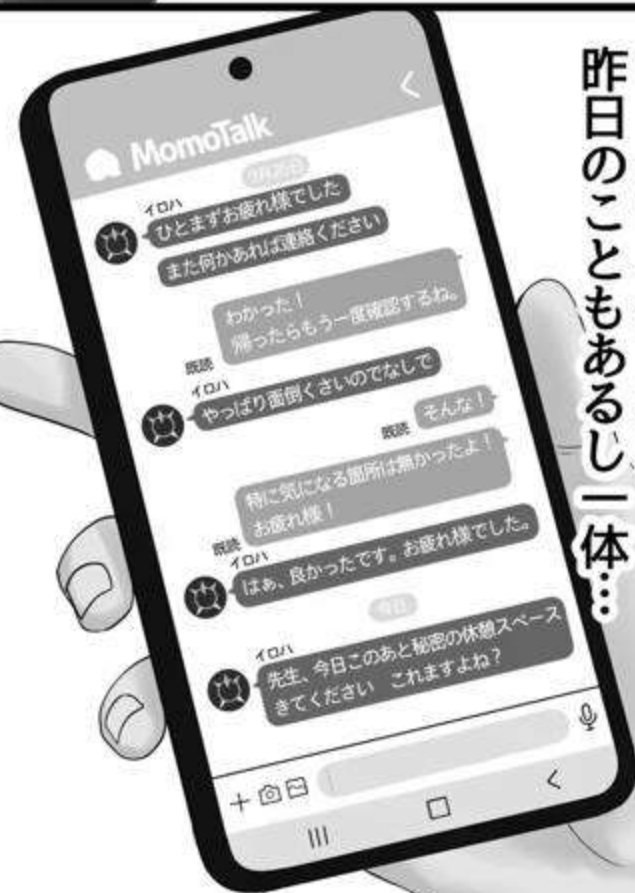 昨日のこともあるし一体…
MomoTalk
イロハ
ひとまずお疲れ様でした
また何かあれば連絡ください
わかった!
帰ったらもう一度確認するね。
既読
イロハ
やっぱり面倒くさいのでなしで
そんな!
既読
特に気になる箇所は無かったよ!
お疲れ様!
既読
イロハ
はぁ、良かったです。お疲れ様でした。
今日
イロハ
先生、今日このあと秘密の休憩スペース
きてください これますよね?